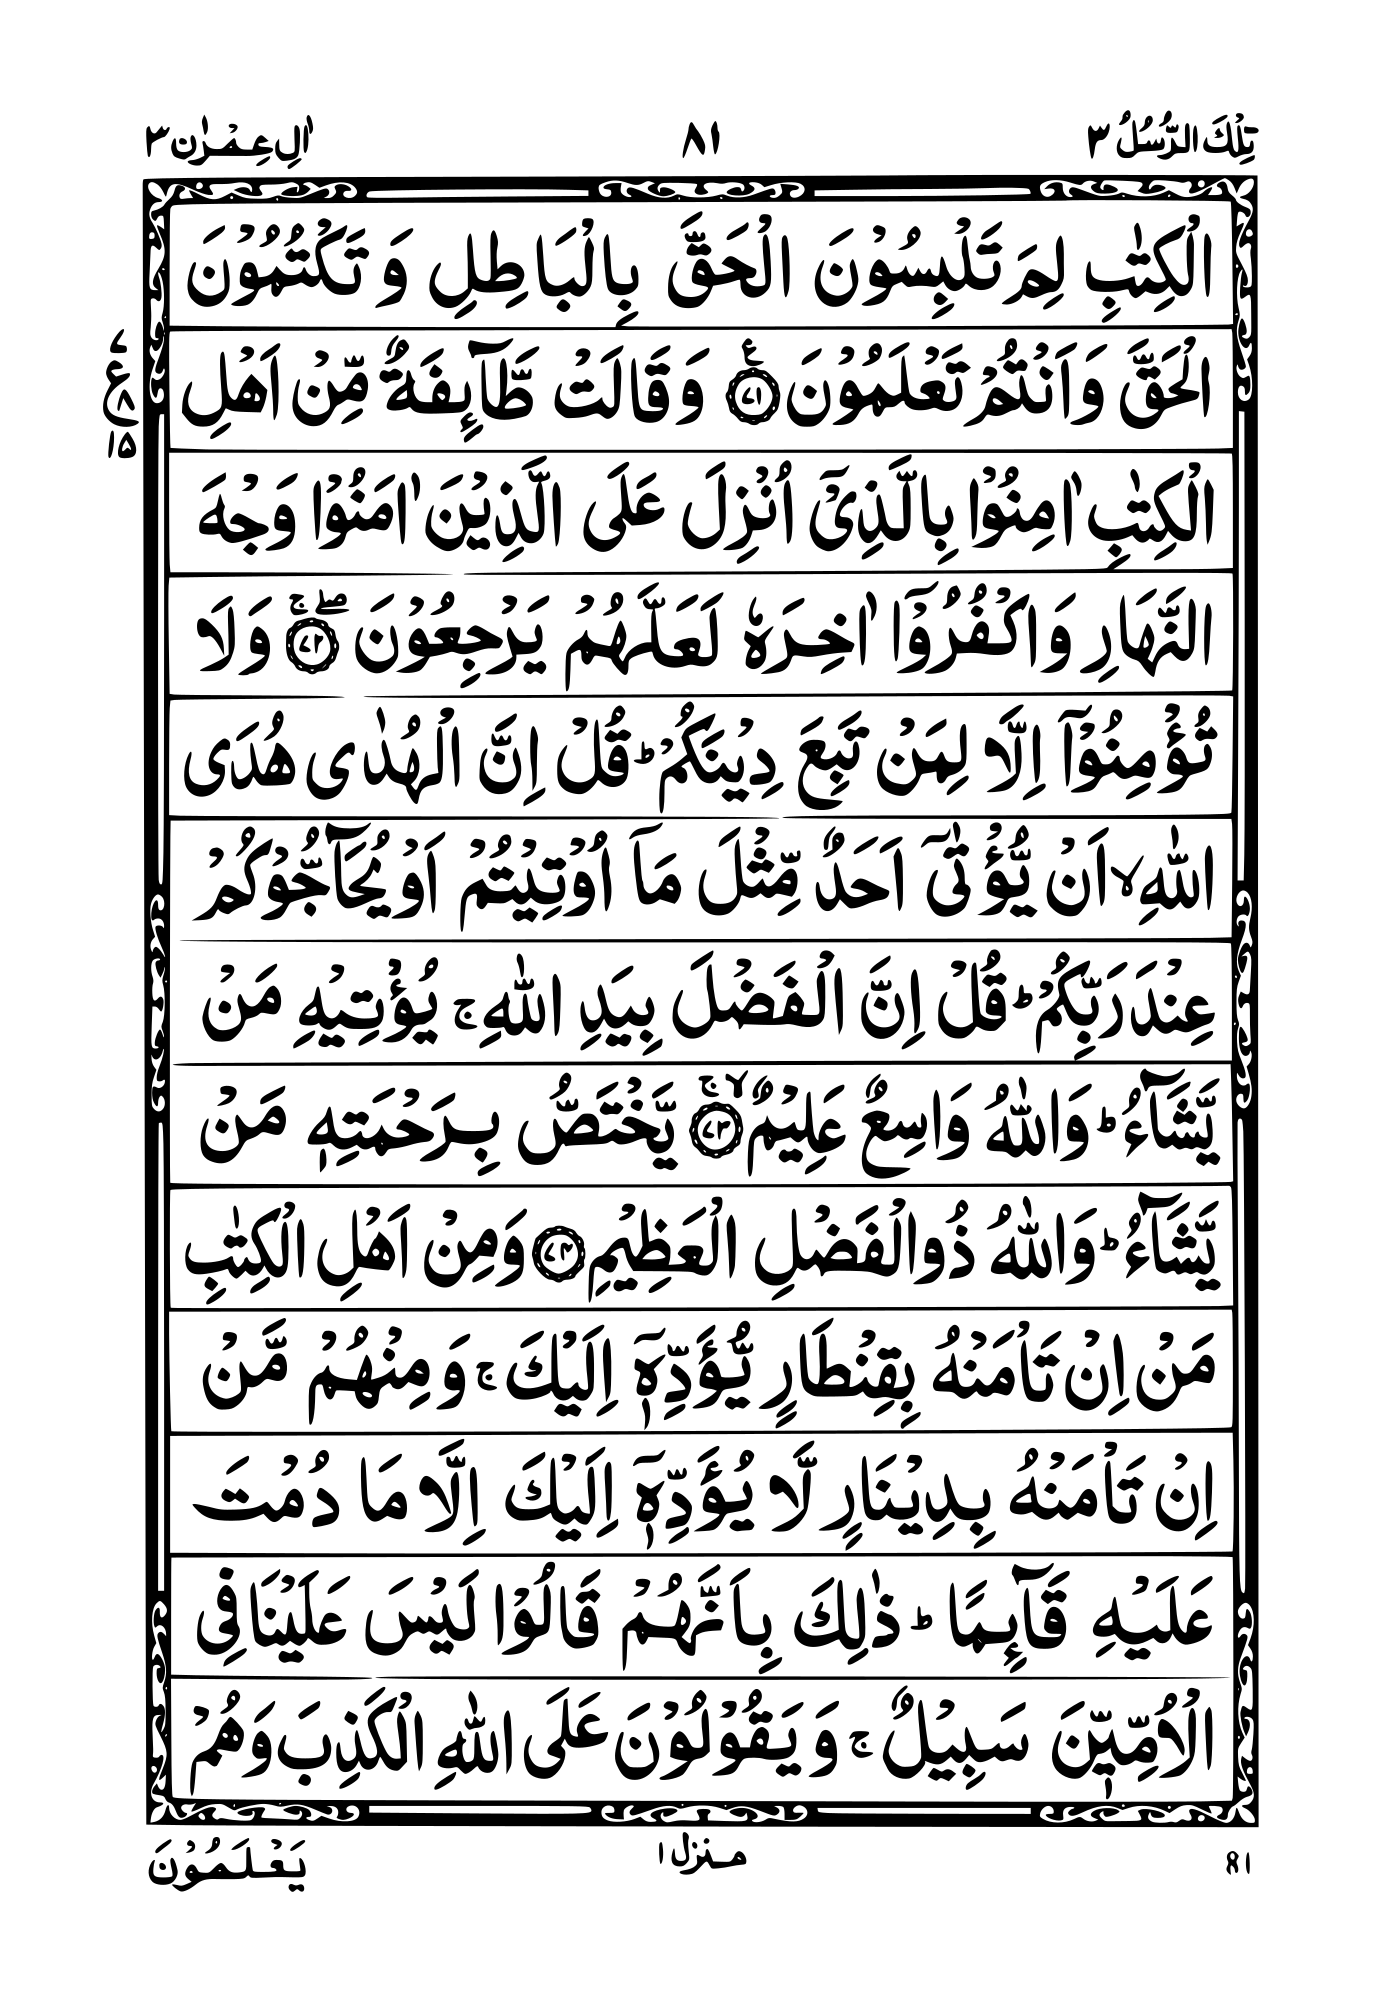 تِلْكَ الرُّسُلُ ٣
٨١
اٰلِ عِمْرٰن ٣
الْكِتٰبِ لِمَ تَلْبِسُوْنَ الْحَقَّ بِالْبَاطِلِ وَ تَكْتُمُوْنَ
الْحَقَّ وَاَنْتُمْ تَعْلَمُوْنَ ﴿٧١﴾ ع وَقَالَتْ طَّآىِٕفَةٌ مِّنْ اَهْلِ
٧
ع
٨
١٥
الْكِتٰبِ اٰمِنُوْا بِالَّذِىْٓ اُنْزِلَ عَلَى الَّذِيْنَ اٰمَنُوْا وَجْهَ
النَّهَارِ وَاكْفُرُوْٓا اٰخِرَهٗ لَعَلَّهُمْ يَرْجِعُوْنَ ﴿٧٢﴾ ۖۚ وَلَا
تُؤْمِنُوْٓا اِلَّا لِمَنْ تَبِعَ دِيْنَكُمْ ؕ قُلْ اِنَّ الْهُدٰى هُدَى
اللّٰهِ ۙ اَنْ يُّؤْتٰٓى اَحَدٌ مِّثْلَ مَآ اُوْتِيْتُمْ اَوْ يُحَآجُّوْكُمْ
عِنْدَ رَبِّكُمْ ؕ قُلْ اِنَّ الْفَضْلَ بِيَدِ اللّٰهِ ۚ يُؤْتِيْهِ مَنْ
يَّشَآءُ ؕ وَاللّٰهُ وَاسِعٌ عَلِيْمٌ ﴿٧٣﴾ ۙۚ يَّخْتَصُّ بِرَحْمَتِهٖ مَنْ
يَّشَآءُ ؕ وَاللّٰهُ ذُوالْفَضْلِ الْعَظِيْمِ ﴿٧٤﴾ وَمِنْ اَهْلِ الْكِتٰبِ
مَنْ اِنْ تَاْمَنْهُ بِقِنْطَارٍ يُّؤَدِّهٖٓ اِلَيْكَ ۚ وَ مِنْهُمْ مَّنْ
اِنْ تَاْمَنْهُ بِدِيْنَارٍ لَّا يُؤَدِّهٖٓ اِلَيْكَ اِلَّا مَا دُمْتَ
عَلَيْهِ قَآىِٕمًا ؕ ذٰلِكَ بِاَنَّهُمْ قَالُوْا لَيْسَ عَلَيْنَا فِى
الْاُمِّيّٖنَ سَبِيْلٌ ۚ وَ يَقُوْلُوْنَ عَلَى اللّٰهِ الْكَذِبَ وَهُمْ
٨١
منزل ١
يَعْلَمُوْنَ